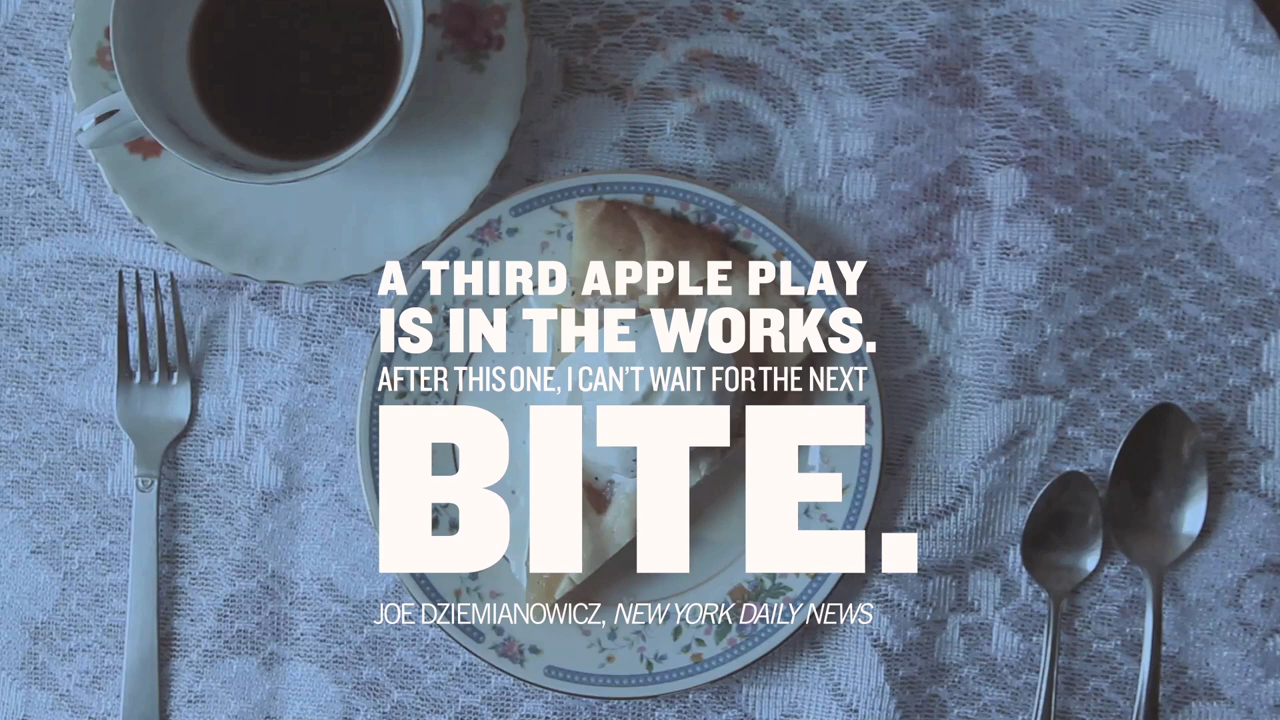 A THIRD APPLE PLAY
IS IN THE WORKS.
AFTER THIS ONE, I CAN'T WAIT FOR THE NEXT
BITE.
JOE DZIEMIANOWICZ, NEW YORK DAILY NEWS